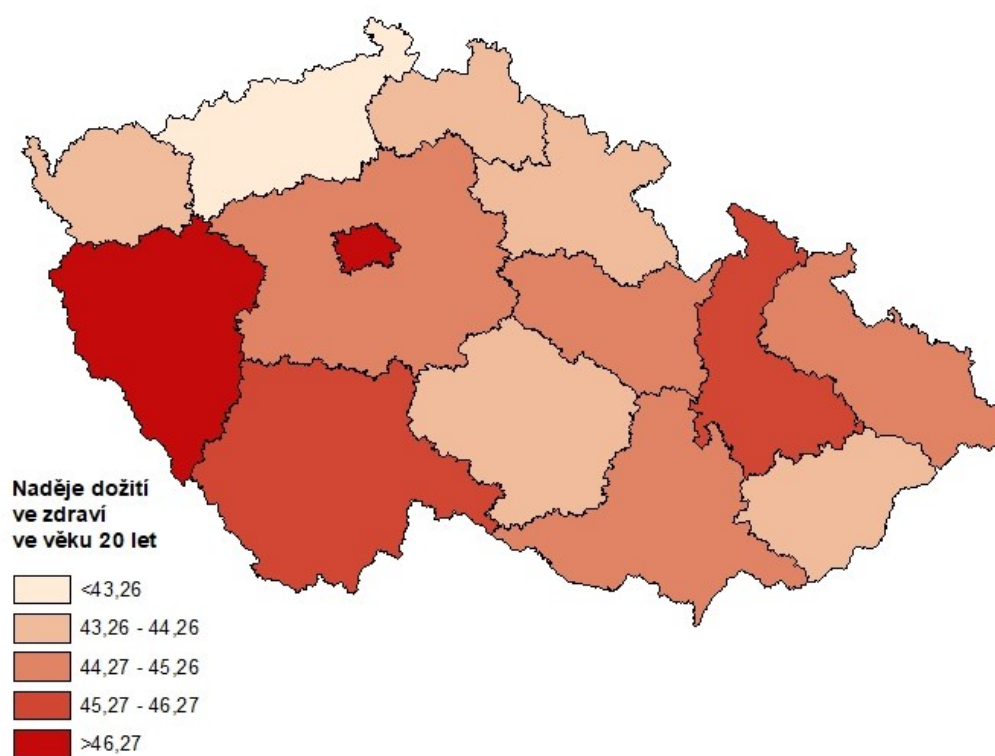 Naděje dožití
ve zdraví
ve věku 20 let
<43,26
43,26 - 44,26
44,27 - 45,26
45,27 - 46,27
>46,27